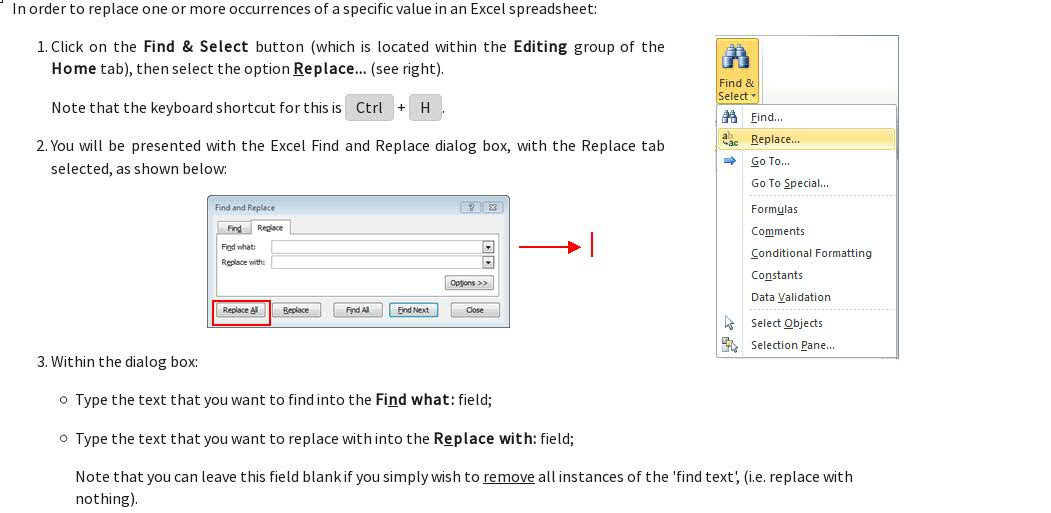 In order to replace one or more occurrences of a specific value in an Excel spreadsheet:
1. Click on the Find & Select button (which is located within the Editing group of the
Home tab), then select the option Replace... (see right).
Note that the keyboard shortcut for this is Ctrl + H .
2. You will be presented with the Excel Find and Replace dialog box, with the Replace tab
selected, as shown below:
Find and Replace
Find Replace
Find what:
Replace with:
Options >>
Replace All Replace Find All Find Next Close
3. Within the dialog box:
Type the text that you want to find into the Find what: field;
Type the text that you want to replace with into the Replace with: field;
Note that you can leave this field blank if you simply wish to remove all instances of the 'find text', (i.e. replace with
nothing).
Find &
Select
Find...
Replace...
Go To...
Go To Special...
Formulas
Comments
Conditional Formatting
Constants
Data Validation
Select Objects
Selection Pane...